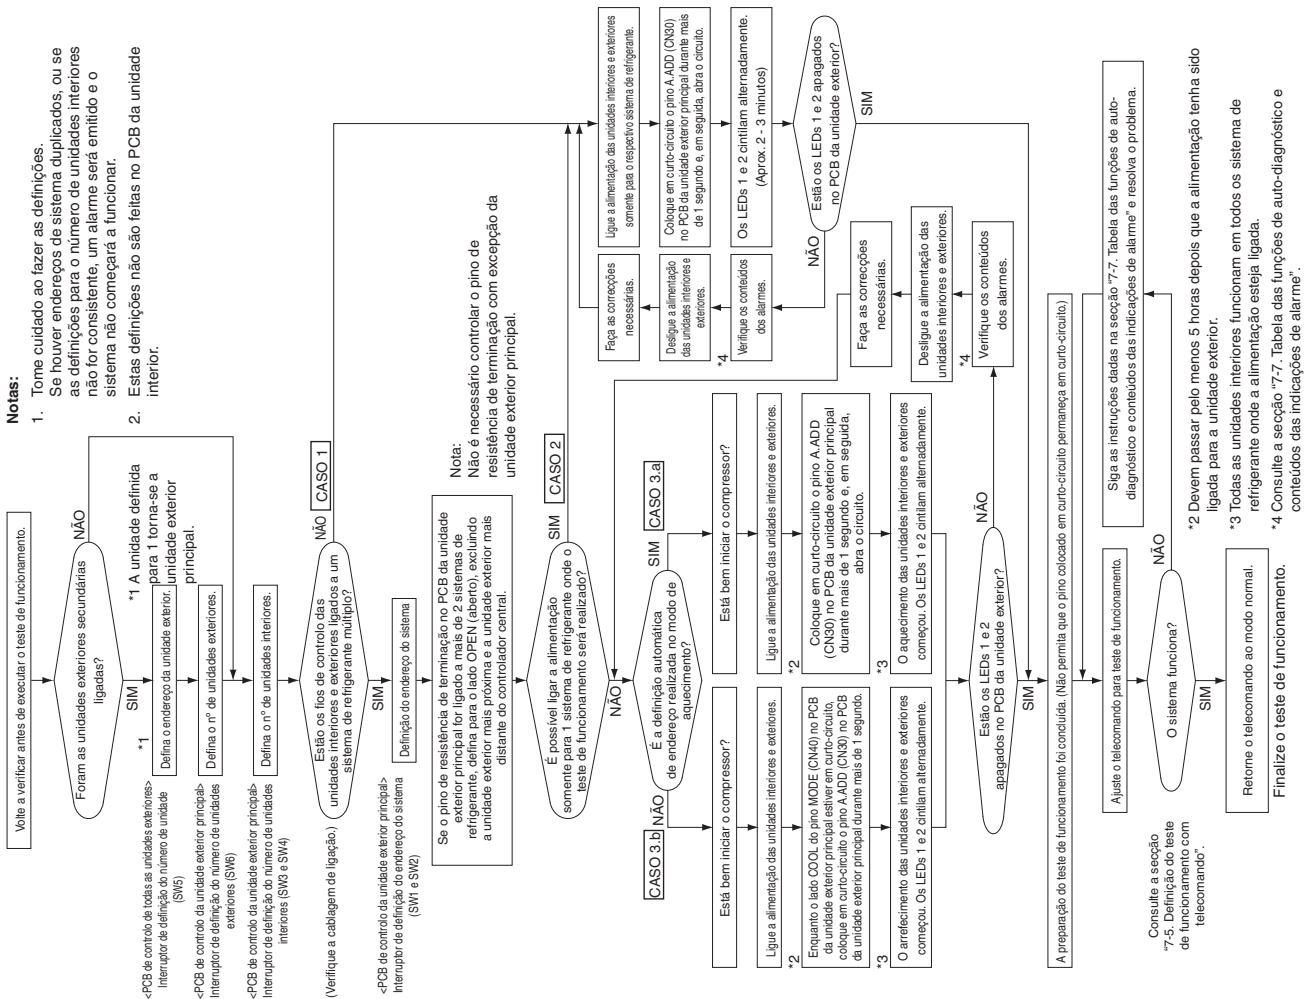 Volte a verificar antes de executar o teste de funcionamento.
Foram as unidades exteriores secundárias
ligadas?
NÃO
SIM
*1 A unidade definida
para 1 torna-se a
unidade exterior
principal.
Notas:
1. Tome cuidado ao fazer as definições.
Se houver endereços de sistema duplicados, ou se
as definições para o número de unidades interiores
não for consistente, um alarme será emitido e o
sistema não começará a funcionar.
2. Estas definições não são feitas no PCB da unidade
interior.
<PCB de controlo de todas as unidades exteriores>
Interruptor de definição do número de unidade
(SW5)
*1
Defina o endereço da unidade exterior.
<PCB de controlo da unidade exterior principal>
Interruptor de definição do número de unidades
exteriores (SW6)
Defina o nº de unidades exteriores.
<PCB de controlo da unidade exterior principal>
Interruptor de definição do número de unidades
interiores (SW3 e SW4)
Defina o nº de unidades interiores.
(Verifique a cablagem de ligação.)
Estão os fios de controlo das
unidades interiores e exteriores ligados a um
sistema de refrigerante múltiplo?
NÃO
CASO 1
SIM
<PCB de controlo da unidade exterior principal>
Interruptor de definição do endereço do sistema
(SW1 e SW2)
Definição do endereço do sistema
Se o pino de resistência de terminação no PCB da unidade
exterior principal for ligado a mais de 2 sistemas de
refrigerante, defina para o lado OPEN (aberto), excluindo
a unidade exterior mais próxima e a unidade exterior mais
distante do controlador central.
Nota:
Não é necessário controlar o pino de
resistência de terminação com excepção da
unidade exterior principal.
É possível ligar a alimentação
somente para 1 sistema de refrigerante onde o
teste de funcionamento será realizado?
SIM
CASO 2
NÃO
Ligue a alimentação das unidades interiores e exteriores
somente para o respectivo sistema de refrigerante.
Coloque em curto-circuito o pino A.ADD (CN30)
no PCB da unidade exterior principal durante mais
de 1 segundo e, em seguida, abra o circuito.
Os LEDs 1 e 2 cintilam alternadamente.
(Aprox. 2 - 3 minutos)
Estão os LEDs 1 e 2 apagados
no PCB da unidade exterior?
SIM
NÃO
Faça as correcções
necessárias.
Desligue a alimentação
das unidades interiores e
exteriores.
*4
Verifique os conteúdos
dos alarmes.
É a definição automática
de endereço realizada no modo de
aquecimento?
SIM
CASO 3.a
CASO 3.b
NÃO
Está bem iniciar o compressor?
Está bem iniciar o compressor?
Ligue a alimentação das unidades interiores e exteriores.
Ligue a alimentação das unidades interiores e exteriores.
*2
Enquanto o lado COOL do pino MODE (CN40) no PCB
da unidade exterior principal estiver em curto-circuito,
coloque em curto-circuito o pino A.ADD (CN30) no PCB
da unidade exterior principal durante mais de 1 segundo.
*2
Coloque em curto-circuito o pino A.ADD
(CN30) no PCB da unidade exterior principal
durante mais de 1 segundo e, em seguida,
abra o circuito.
*3
O arrefecimento das unidades interiores e exteriores
começou. Os LEDs 1 e 2 cintilam alternadamente.
*3
O aquecimento das unidades interiores e exteriores
começou. Os LEDs 1 e 2 cintilam alternadamente.
Faça as correcções
necessárias.
Desligue a alimentação das
unidades interiores e exteriores.
*4
Verifique os conteúdos
dos alarmes.
Estão os LEDs 1 e 2
apagados no PCB da unidade exterior?
NÃO
SIM
A preparação do teste de funcionamento foi concluída. (Não permita que o pino colocado em curto-circuito permaneça em curto-circuito.)
Ajuste o telecomando para teste de funcionamento.
Siga as instruções dadas na secção “7-7. Tabela das funções de auto-
diagnóstico e conteúdos das indicações de alarme” e resolva o problema.
Consulte a secção
“7-5. Definição do teste
de funcionamento com
telecomando”.
O sistema funciona?
NÃO
SIM
Retorne o telecomando ao modo normal.
Finalize o teste de funcionamento.
*2 Devem passar pelo menos 5 horas depois que a alimentação tenha sido
ligada para a unidade exterior.
*3 Todas as unidades interiores funcionam em todos os sistema de
refrigerante onde a alimentação esteja ligada.
*4 Consulte a secção “7-7. Tabela das funções de auto-diagnóstico e
conteúdos das indicações de alarme”.